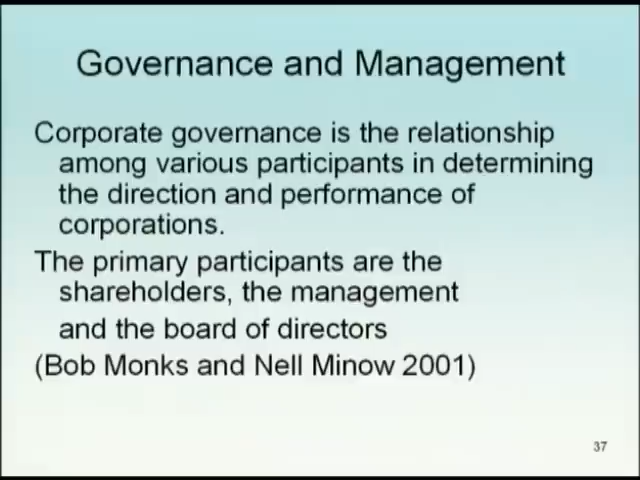 Governance and Management
Corporate governance is the relationship
among various participants in determining
the direction and performance of
corporations.
The primary participants are the
shareholders, the management
and the board of directors
(Bob Monks and Nell Minow 2001)
37